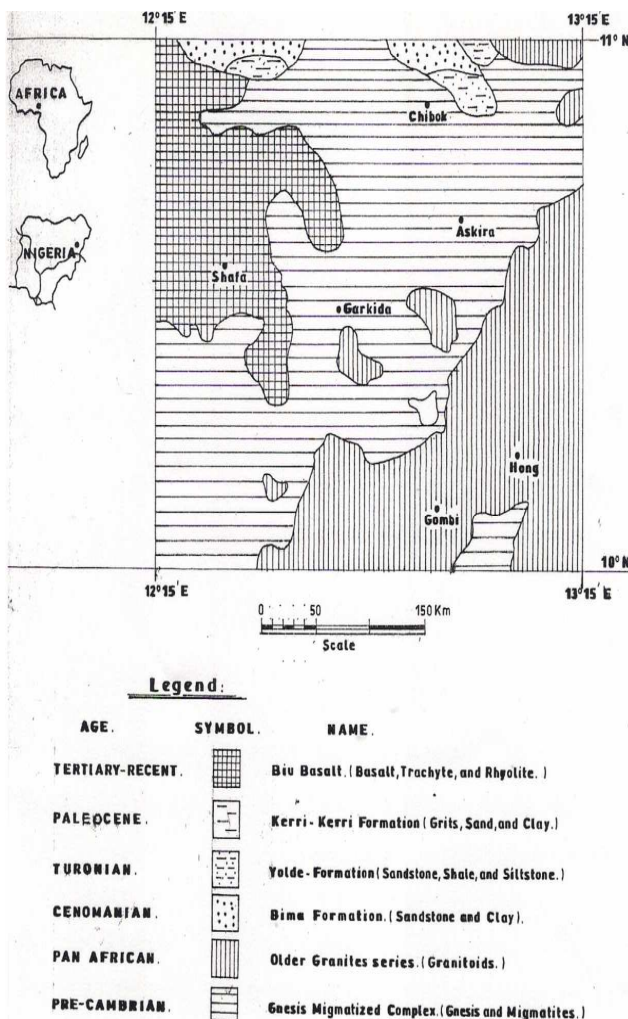 12°15'E
13°15'E
11°N
AFRICA
Chibok
NIGERIA
Askira
Shafa
Garkida
Hong
Gombi
10°N
12°15'E
13°15'E
0 50 150 Km
Scale
Legend:
AGE. SYMBOL. NAME.
TERTIARY-RECENT. Biu Basalt.(Basalt,Trachyte,and Rhyolite.)
PALEOCENE. Kerri-Kerri Formation (Grits, Sand,and Clay.)
TURONIAN. Yolde-Formation(Sandstone, Shale, and Siltstone.)
CENOMANIAN. Bima Formation. (Sandstone and Clay).
PAN AFRICAN. Older Granites series.(Granitoids.)
PRE-CAMBRIAN. Gnesis Migmatized Complex.(Gnesis and Migmatites.)